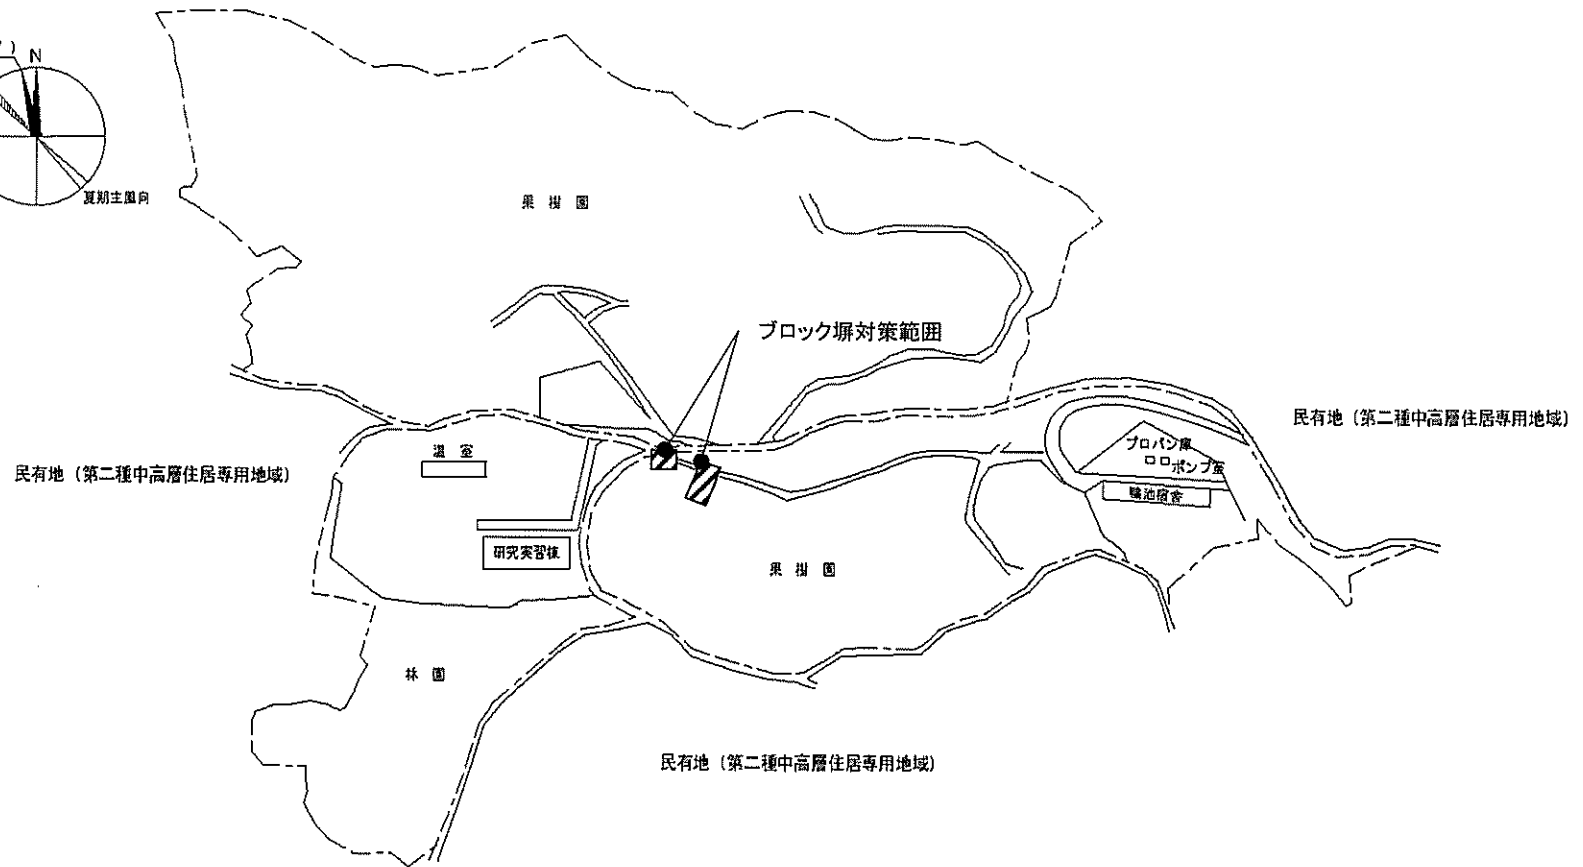 N
夏期主風向
果樹園
ブロック塀対策範囲
民有地（第二種中高層住居専用地域）
プロパン庫
ポンプ室
温室
民有地（第二種中高層住居専用地域）
研究実習棟
果樹園
林園
民有地（第二種中高層住居専用地域）